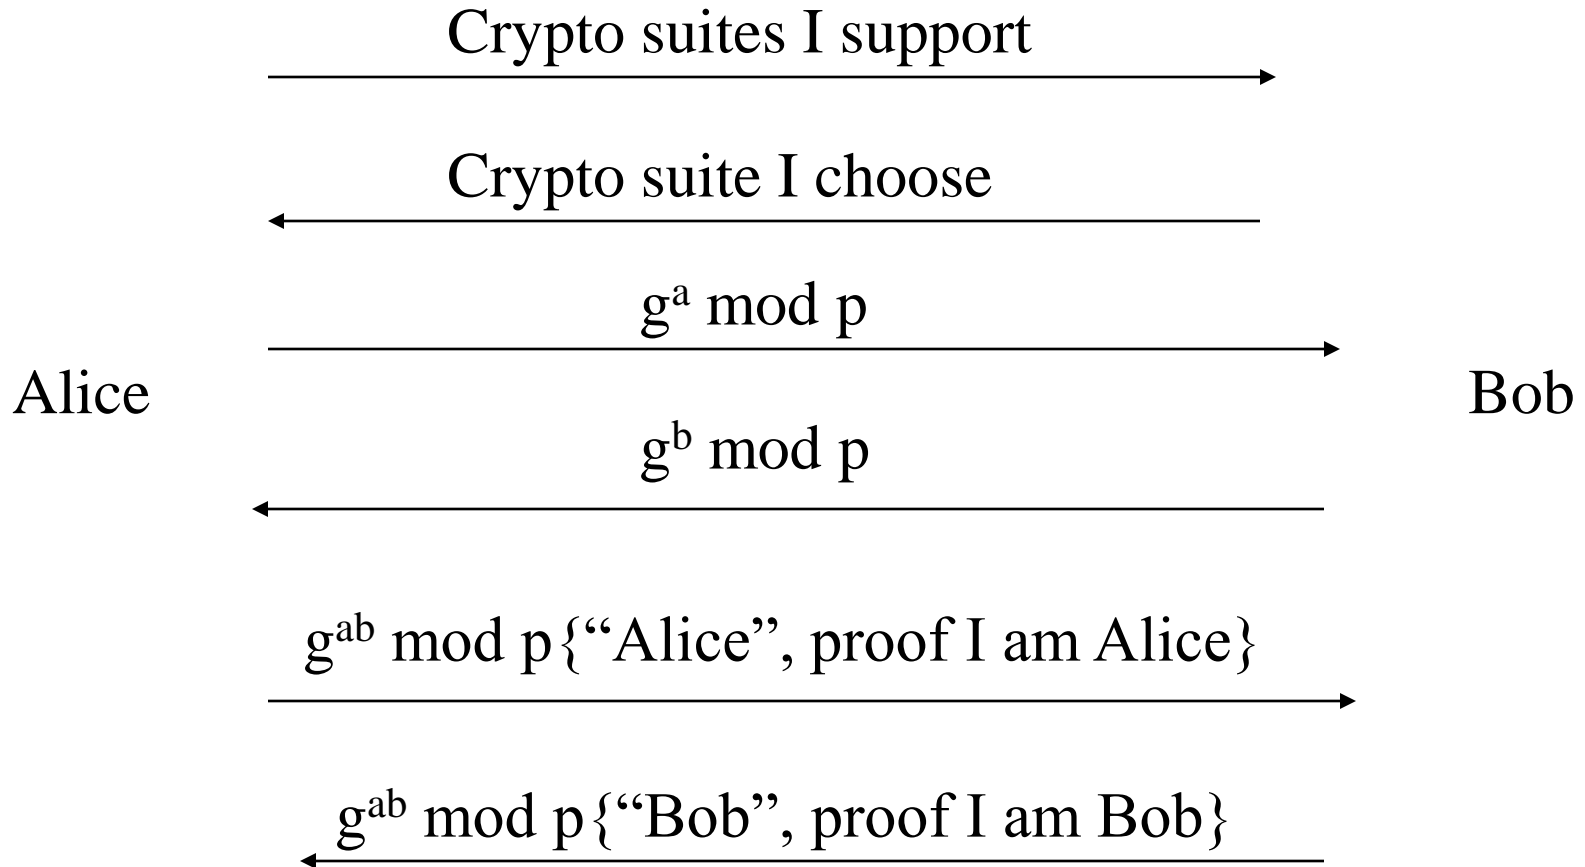 Crypto suites I support
Crypto suite I choose
gᵃ mod p
Alice
Bob
gᵇ mod p
gᵃᵇ mod p{“Alice”, proof I am Alice}
gᵃᵇ mod p{“Bob”, proof I am Bob}